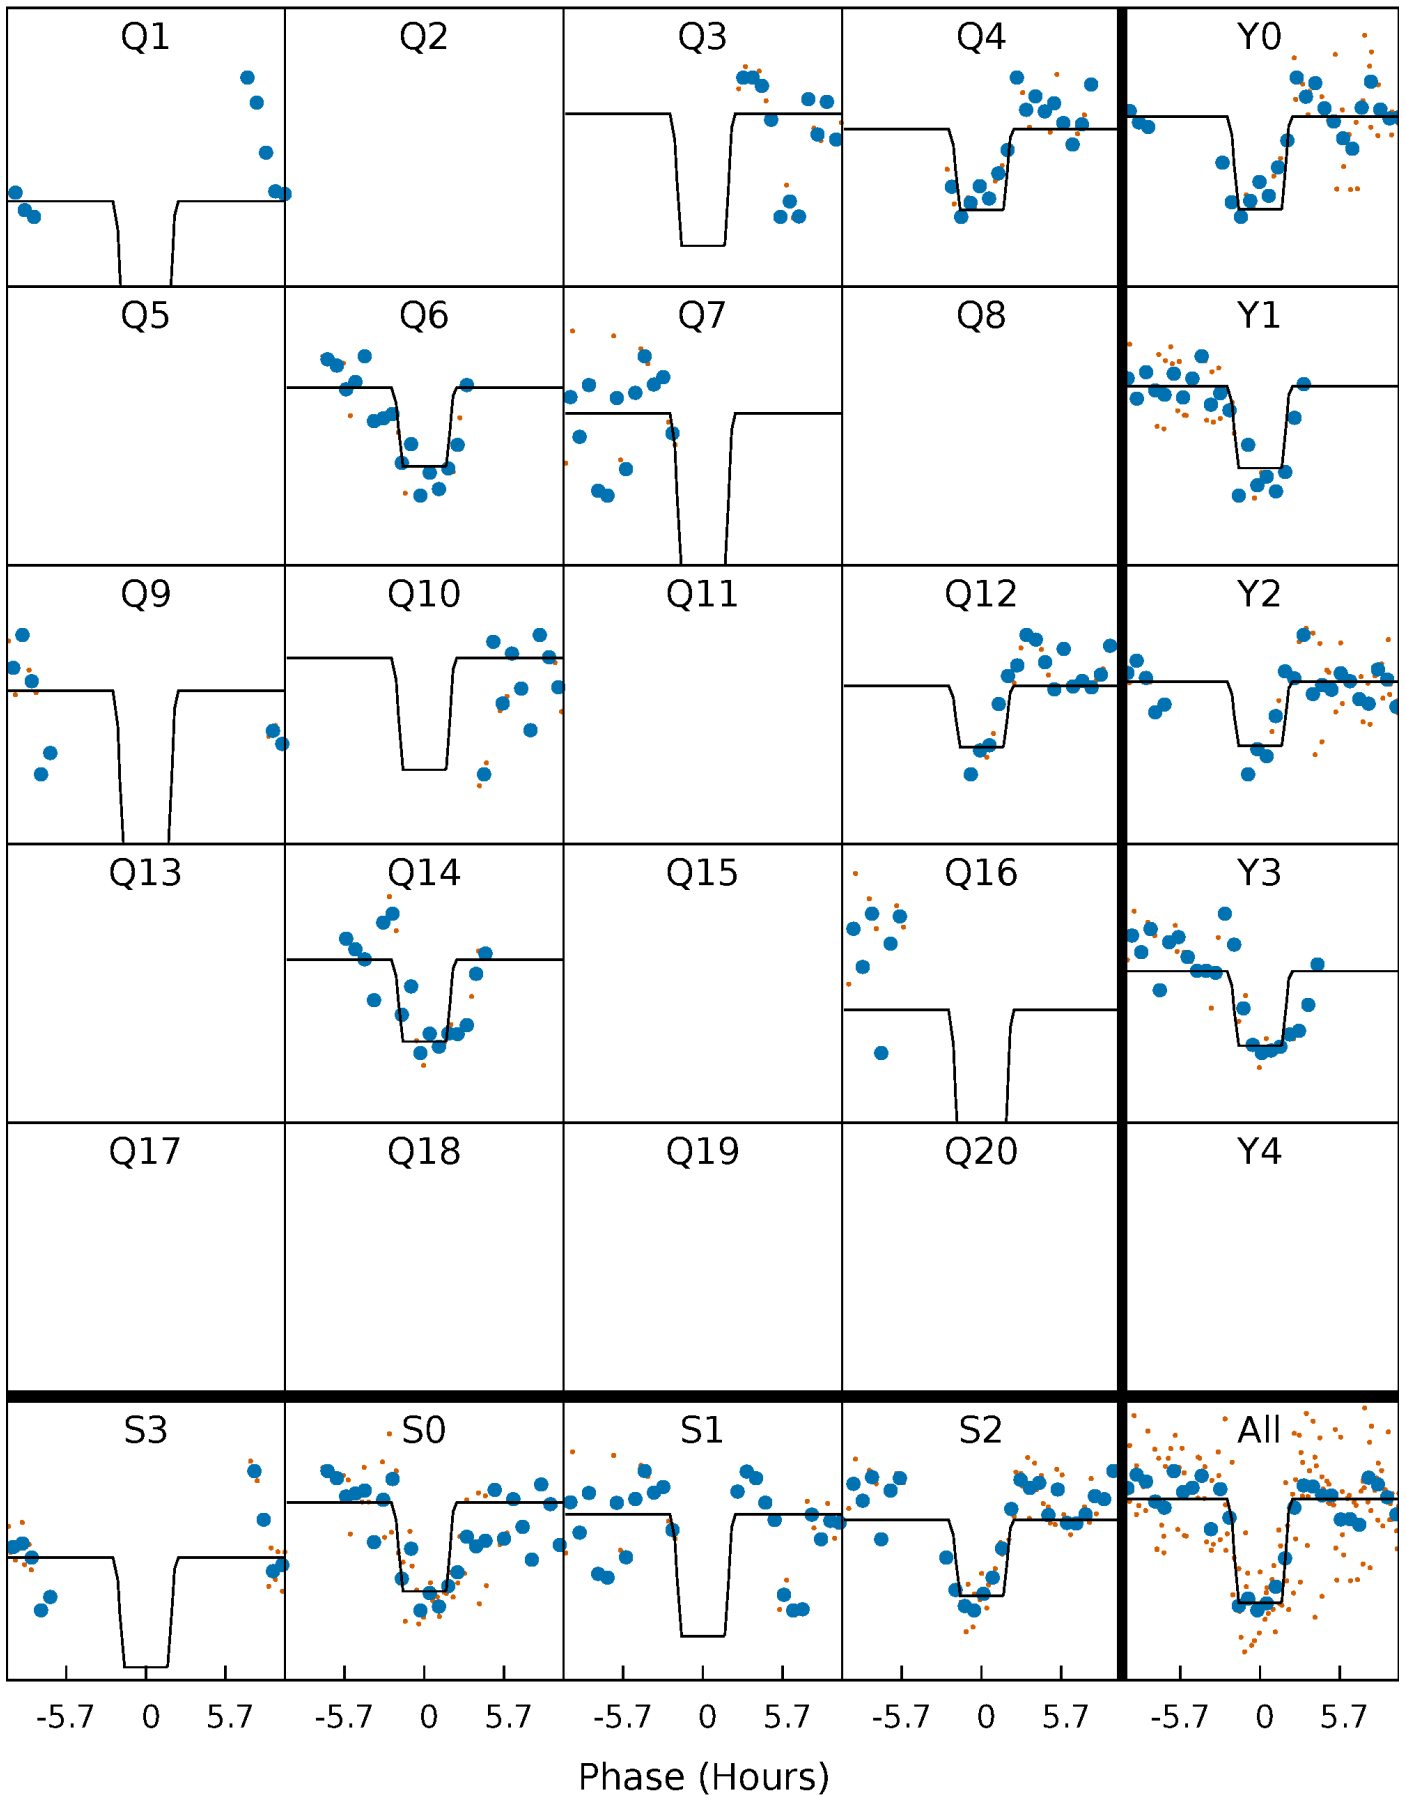 Q1 Q2 Q3 Q4 Y0
Q5 Q6 Q7 Q8 Y1
Q9 Q10 Q11 Q12 Y2
Q13 Q14 Q15 Q16 Y3
Q17 Q18 Q19 Q20 Y4
S3 S0 S1 S2 All
-5.7 0 5.7 -5.7 0 5.7 -5.7 0 5.7 -5.7 0 5.7 -5.7 0 5.7
Phase (Hours)